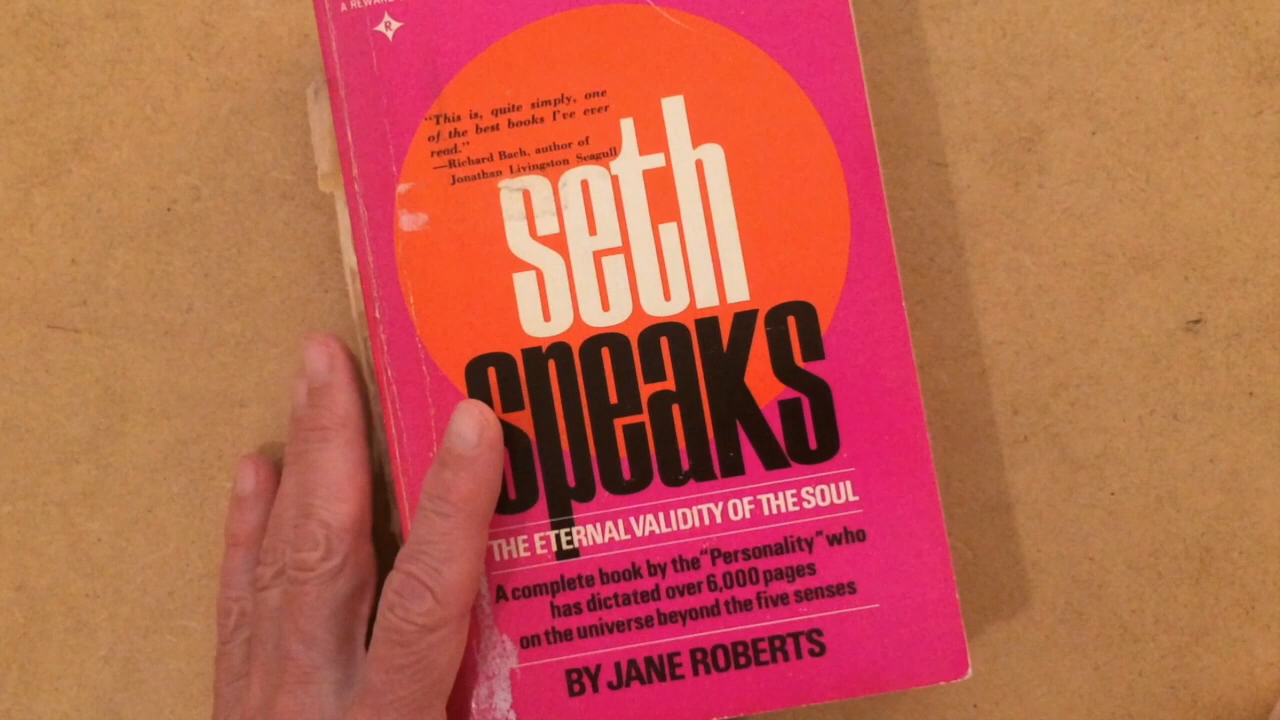 A REWARD
R
"This is, quite simply, one
of the best books I've ever
read."
—Richard Bach, author of
Jonathan Livingston Seagull
seth
speaks
THE ETERNAL VALIDITY OF THE SOUL
A complete book by the "Personality" who
has dictated over 6,000 pages
on the universe beyond the five senses
BY JANE ROBERTS